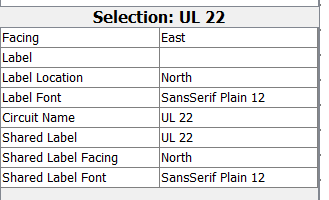 Selection: UL 22
Facing East
Label
Label Location North
Label Font SansSerif Plain 12
Circuit Name UL 22
Shared Label UL 22
Shared Label Facing North
Shared Label Font SansSerif Plain 12